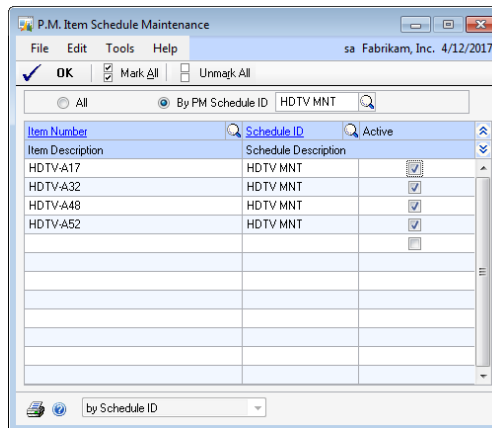 P.M. Item Schedule Maintenance
File Edit Tools Help sa Fabrikam, Inc. 4/12/2017
OK Mark All Unmark All
All By PM Schedule ID HDTV MNT
Item Number Schedule ID Active
Item Description Schedule Description
HDTV-A17 HDTV MNT
HDTV-A32 HDTV MNT
HDTV-A48 HDTV MNT
HDTV-A52 HDTV MNT
by Schedule ID